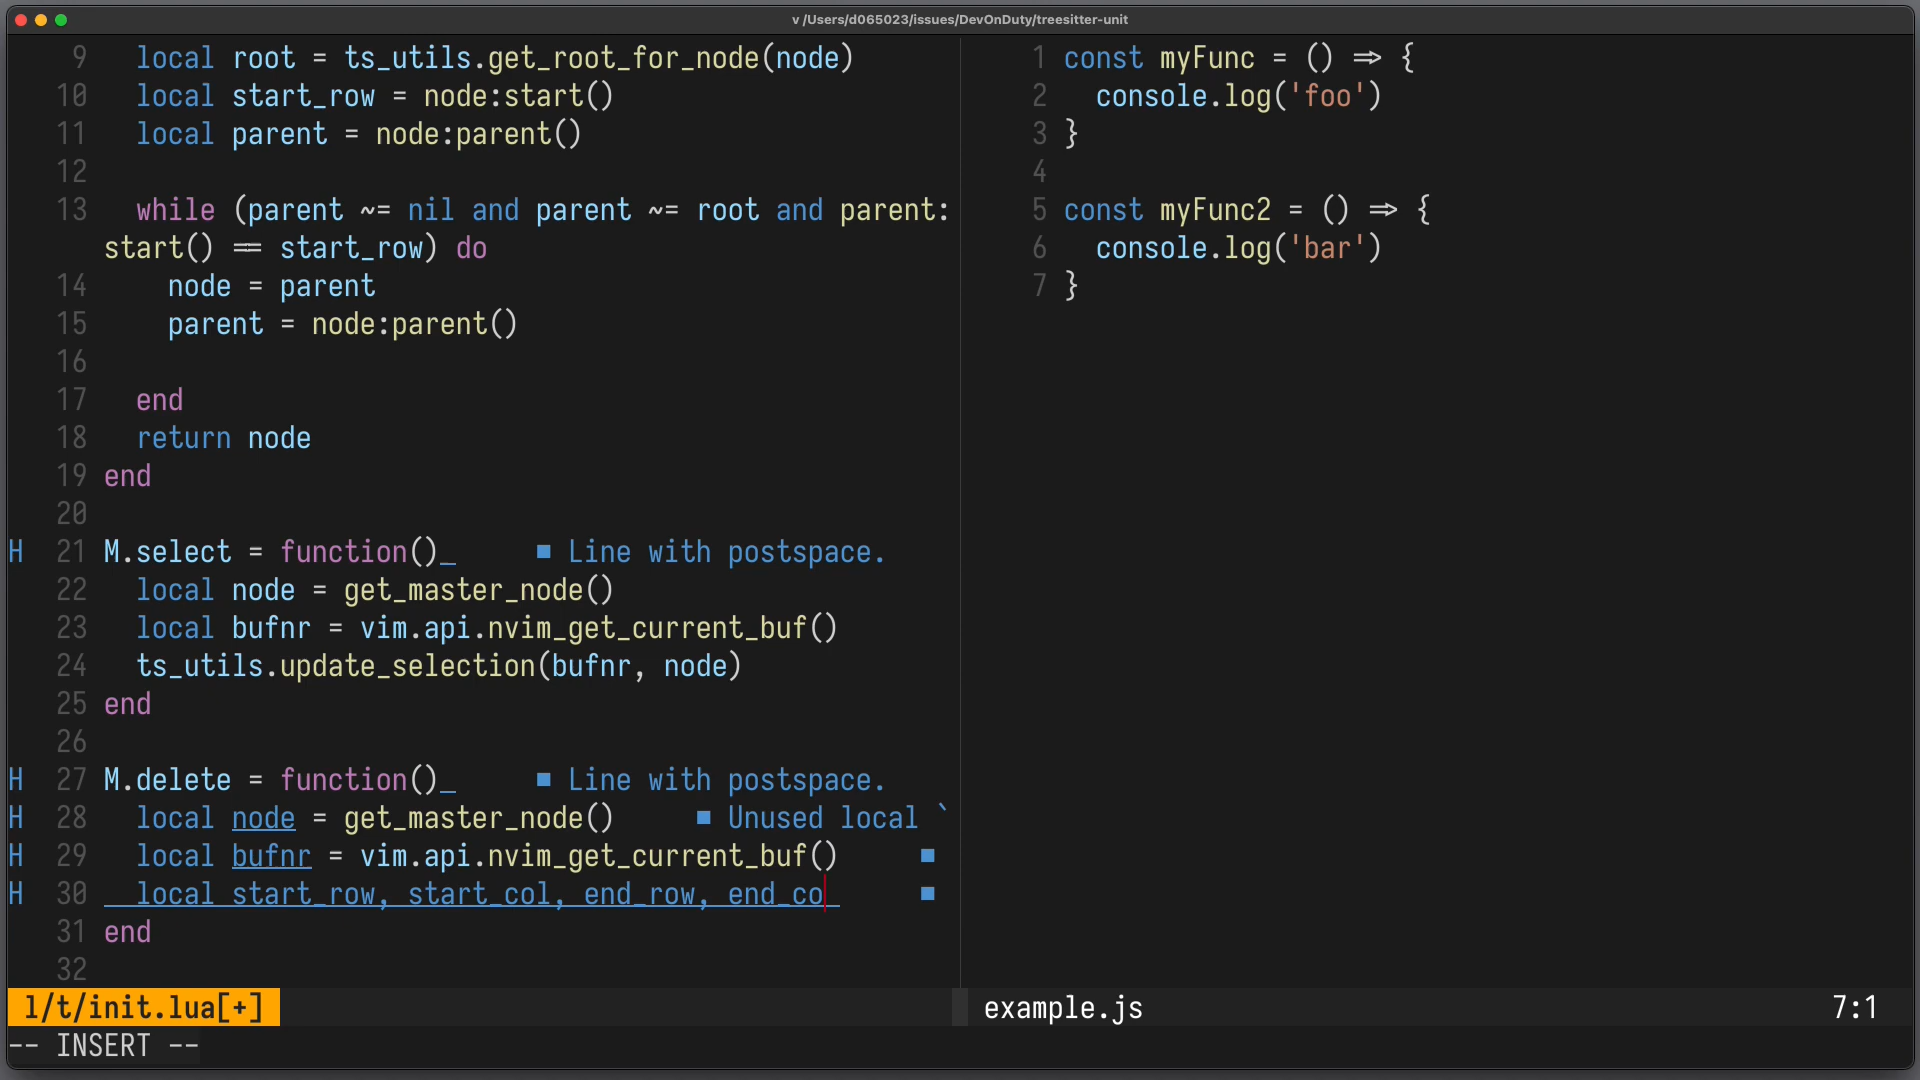 v /Users/d065023/issues/DevOnDuty/treesitter-unit
9 local root = ts_utils.get_root_for_node(node)
10 local start_row = node:start()
11 local parent = node:parent()
12
13 while (parent ~= nil and parent ~= root and parent:
start() == start_row) do
14 node = parent
15 parent = node:parent()
16
17 end
18 return node
19 end
20
H 21 M.select = function()_ ■ Line with postspace.
22 local node = get_master_node()
23 local bufnr = vim.api.nvim_get_current_buf()
24 ts_utils.update_selection(bufnr, node)
25 end
26
H 27 M.delete = function()_ ■ Line with postspace.
H 28 local node = get_master_node() ■ Unused local `
H 29 local bufnr = vim.api.nvim_get_current_buf() ■
H 30 local start_row, start_col, end_row, end_co ■
31 end
32
l/t/init.lua[+]
-- INSERT --
1 const myFunc = () => {
2 console.log('foo')
3 }
4
5 const myFunc2 = () => {
6 console.log('bar')
7 }
example.js 7:1